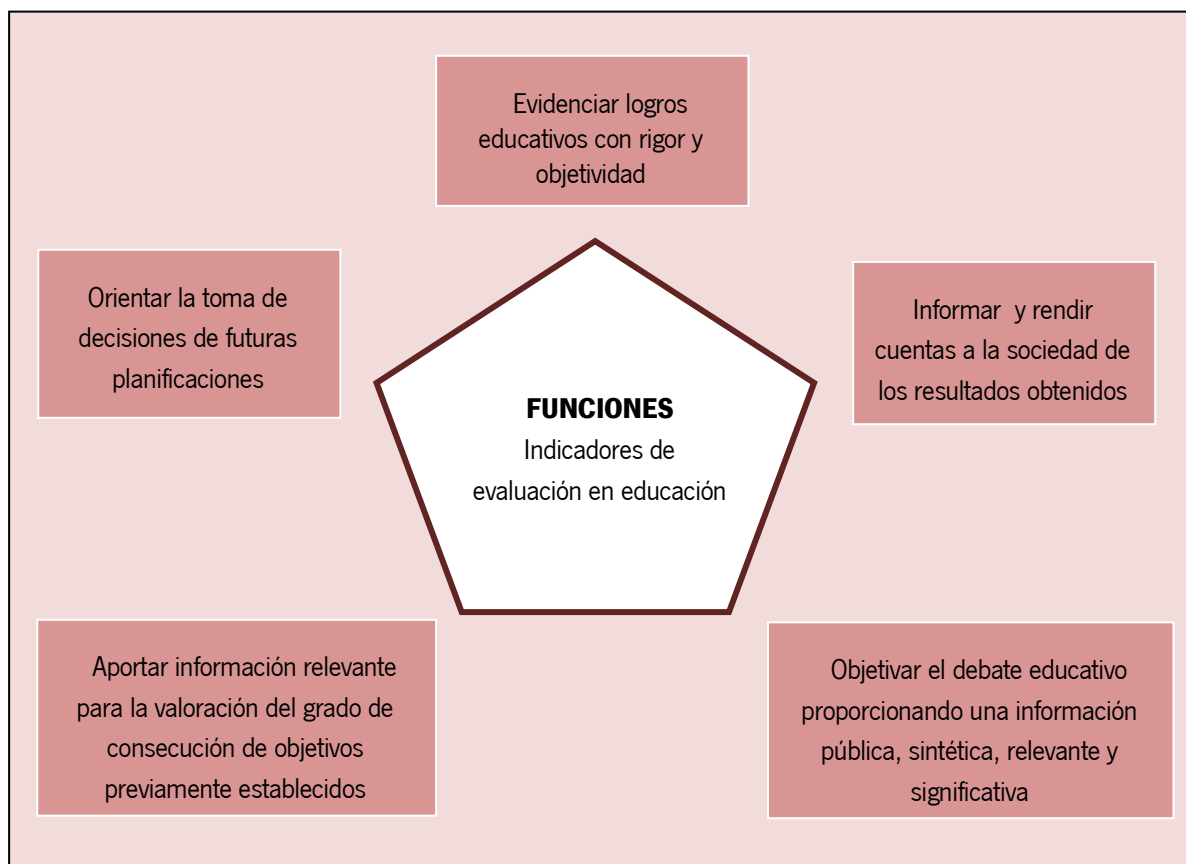 Evidenciar logros
educativos con rigor y
objetividad
Orientar la toma de
decisiones de futuras
planificaciones
Informar y rendir
cuentas a la sociedad de
los resultados obtenidos
FUNCIONES
Indicadores de
evaluación en educación
Aportar información relevante
para la valoración del grado de
consecución de objetivos
previamente establecidos
Objetivar el debate educativo
proporcionando una información
pública, sintética, relevante y
significativa